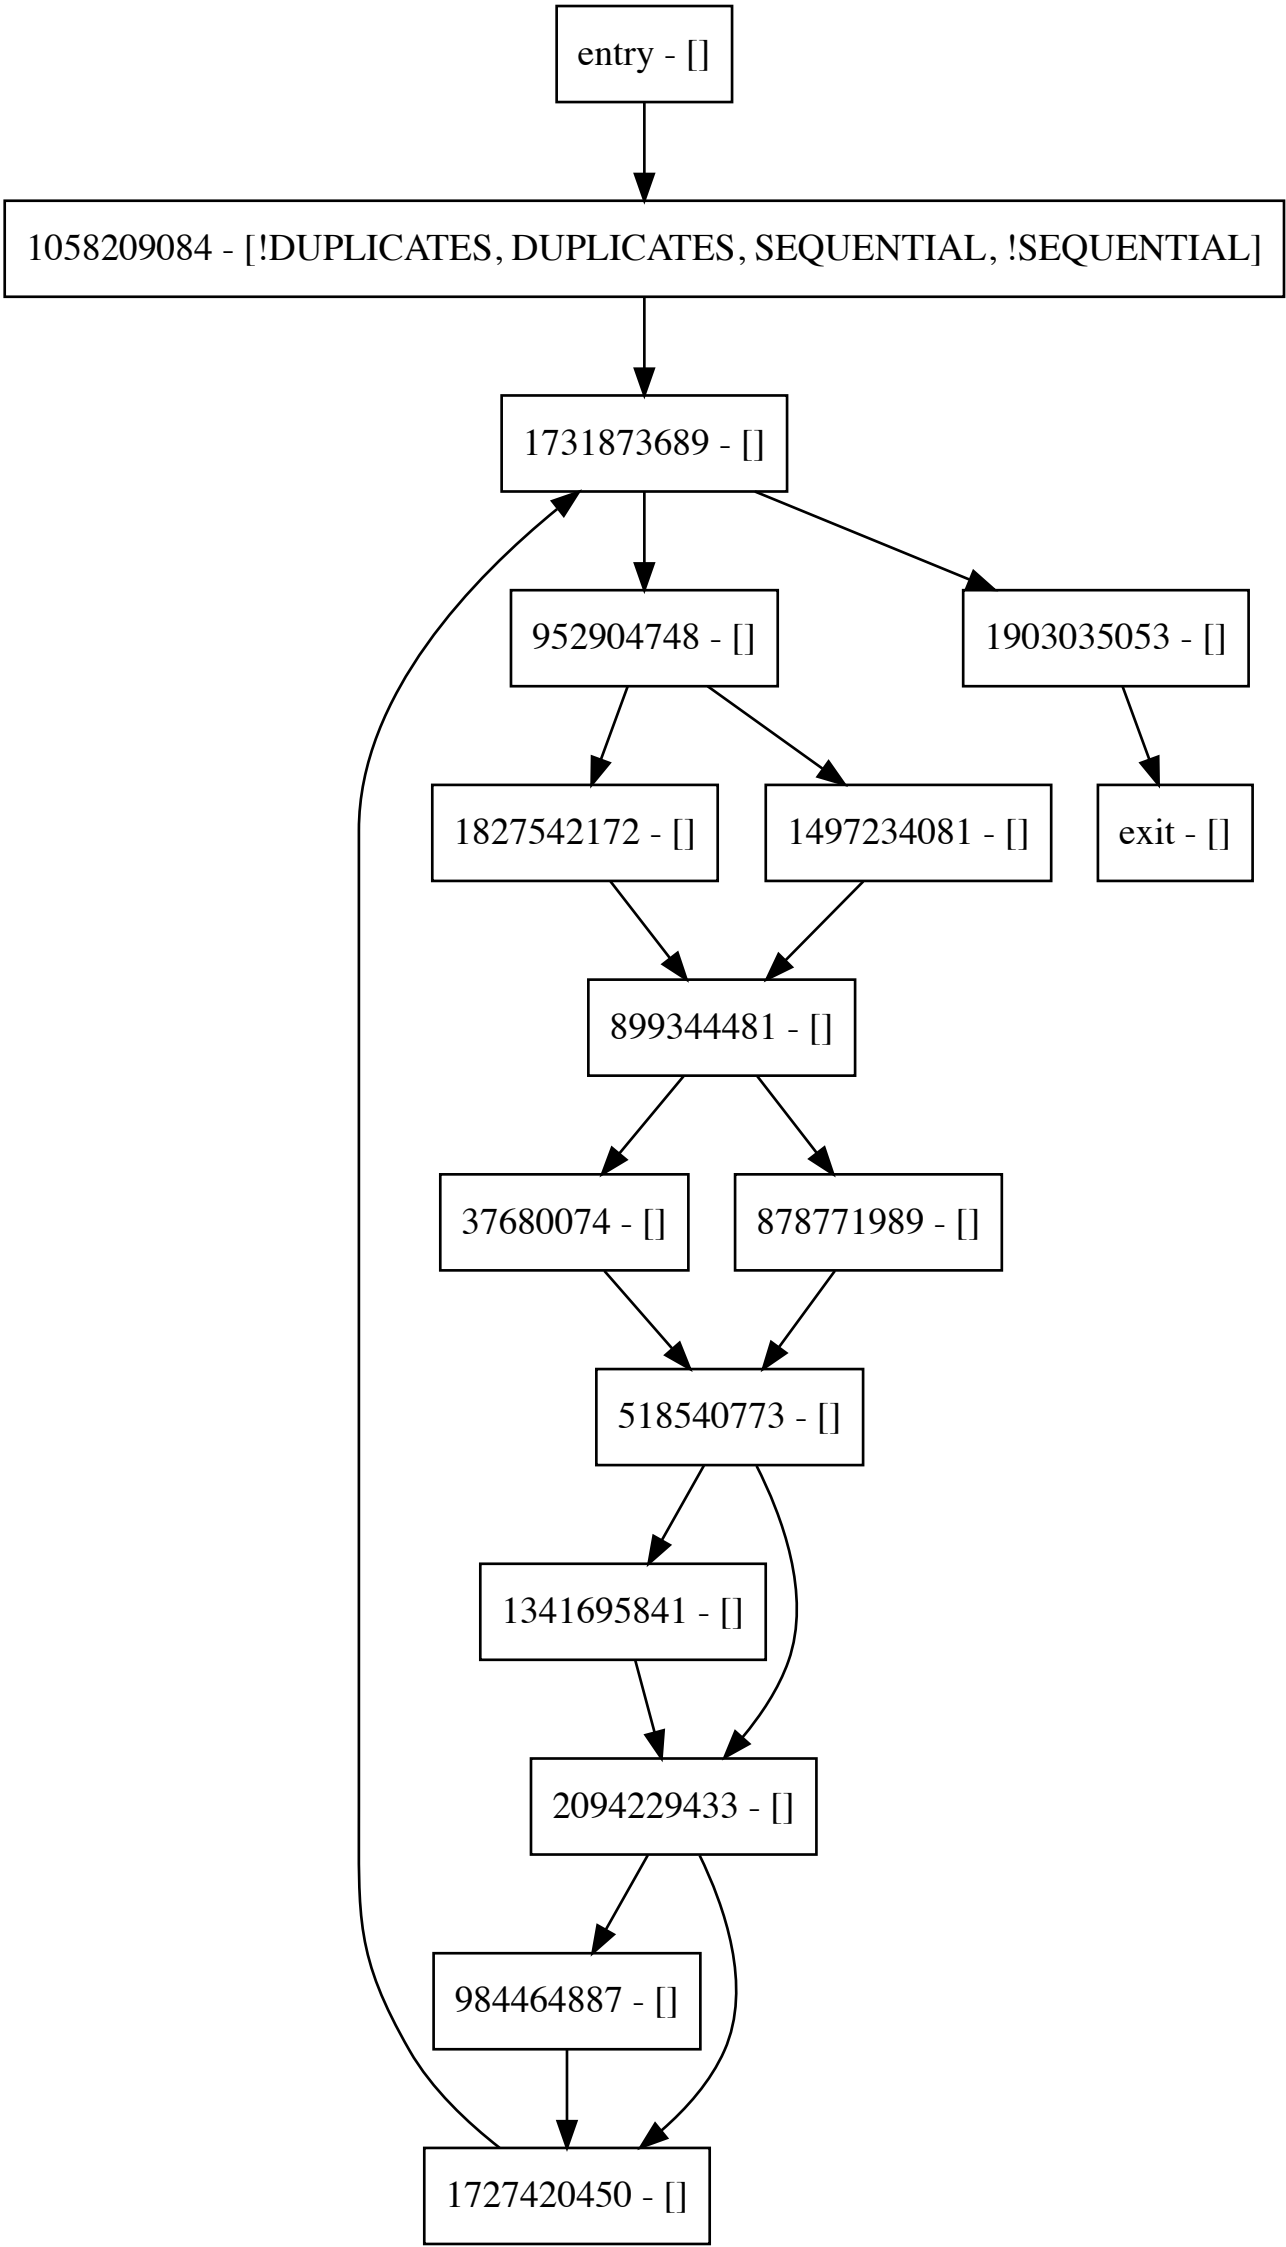 entry - []
1058209084 - [!DUPLICATES, DUPLICATES, SEQUENTIAL, !SEQUENTIAL]
1731873689 - []
952904748 - []
1903035053 - []
1827542172 - []
1497234081 - []
exit - []
899344481 - []
37680074 - []
878771989 - []
518540773 - []
1341695841 - []
2094229433 - []
984464887 - []
1727420450 - []